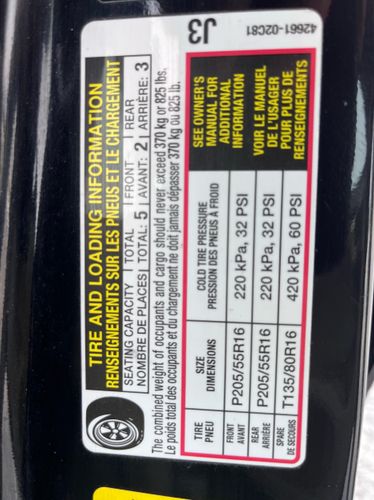 TIRE AND LOADING INFORMATION
RENSEIGNEMENTS SUR LES PNEUS ET LE CHARGEMENT
SEATING CAPACITY | TOTAL | FRONT | REAR
NOMBRE DE PLACES | TOTAL: 5 | AVANT: 2 | ARRIÈRE: 3
The combined weight of occupants and cargo should never exceed 370 kg or 825 lbs.
Le poids total des occupants et du chargement ne doit jamais dépasser 370 kg ou 825 lb.
TIRE PNEU | SIZE DIMENSIONS | COLD TIRE PRESSURE PRESSION DES PNEUS À FROID
FRONT AVANT | P205/55R16 | 220 kPa, 32 PSI
REAR ARRIÈRE | P205/55R16 | 220 kPa, 32 PSI
SPARE DE SECOURS | T135/80R16 | 420 kPa, 60 PSI
SEE OWNER'S
MANUAL FOR
ADDITIONAL
INFORMATION
VOIR LE MANUEL
DE L'USAGER
POUR PLUS DE
RENSEIGNEMENTS
J3
42661-02C81